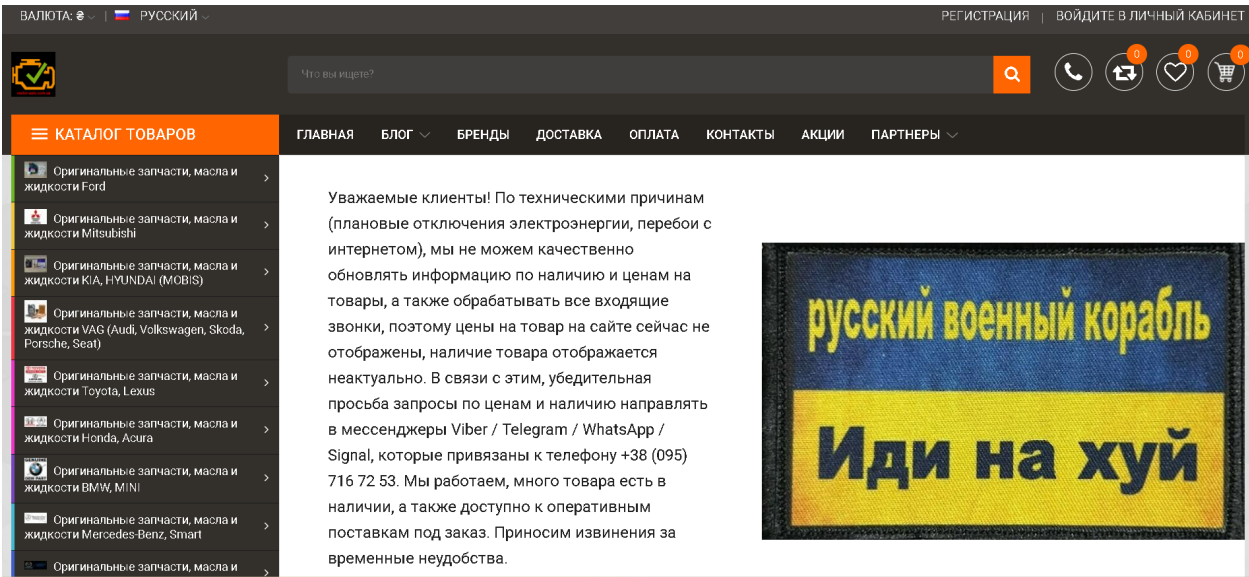 ВАЛЮТА: ₴
РУССКИЙ
РЕГИСТРАЦИЯ | ВОЙДИТЕ В ЛИЧНЫЙ КАБИНЕТ
Что вы ищете?
0 0 0
КАТАЛОГ ТОВАРОВ
ГЛАВНАЯ БЛОГ БРЕНДЫ ДОСТАВКА ОПЛАТА КОНТАКТЫ АКЦИИ ПАРТНЕРЫ
Оригинальные запчасти, масла и
жидкости Ford
Оригинальные запчасти, масла и
жидкости Mitsubishi
Оригинальные запчасти, масла и
жидкости KIA, HYUNDAI (MOBIS)
Оригинальные запчасти, масла и
жидкости VAG (Audi, Volkswagen, Skoda,
Porsche, Seat)
Оригинальные запчасти, масла и
жидкости Toyota, Lexus
Оригинальные запчасти, масла и
жидкости Honda, Acura
Оригинальные запчасти, масла и
жидкости BMW, MINI
Оригинальные запчасти, масла и
жидкости Mercedes-Benz, Smart
Оригинальные запчасти, масла и
Уважаемые клиенты! По техническими причинам
(плановые отключения электроэнергии, перебои с
интернетом), мы не можем качественно
обновлять информацию по наличию и ценам на
товары, а также обрабатывать все входящие
звонки, поэтому цены на товар на сайте сейчас не
отображены, наличие товара отображается
неактуально. В связи с этим, убедительная
просьба запросы по ценам и наличию направлять
в мессенджеры Viber / Telegram / WhatsApp /
Signal, которые привязаны к телефону +38 (095)
716 72 53. Мы работаем, много товара есть в
наличии, а также доступно к оперативным
поставкам под заказ. Приносим извинения за
временные неудобства.
русский военный корабль
Иди на хуй